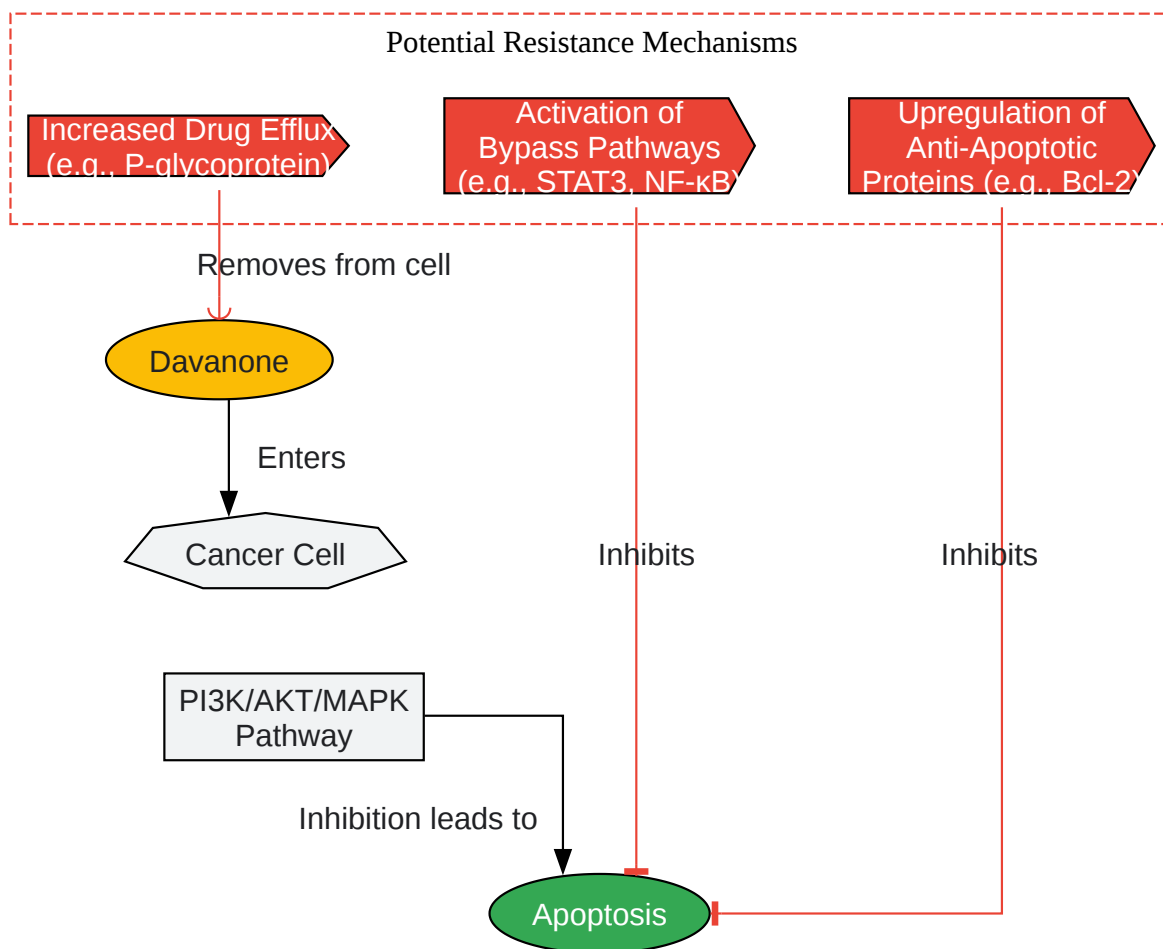 Potential Resistance Mechanisms
Increased Drug Efflux
(e.g., P-glycoprotein)
Activation of
Bypass Pathways
(e.g., STAT3, NF-κB)
Upregulation of
Anti-Apoptotic
Proteins (e.g., Bcl-2)
Removes from cell
Davanone
Enters
Cancer Cell
Inhibits
Inhibits
PI3K/AKT/MAPK
Pathway
Inhibition leads to
Apoptosis